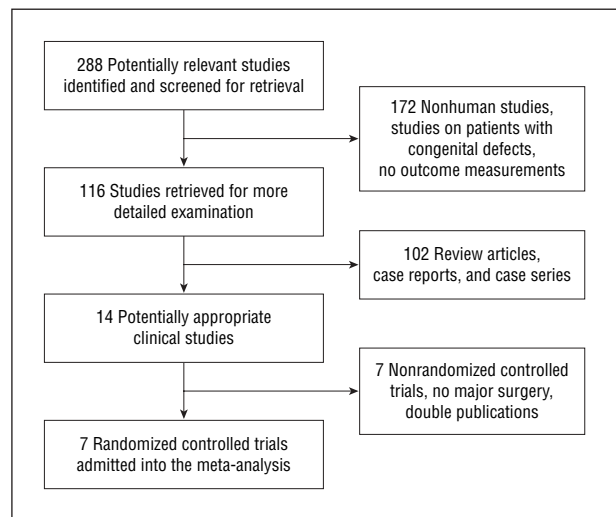 288 Potentially relevant studies
identified and screened for retrieval
172 Nonhuman studies,
studies on patients with
congenital defects,
no outcome measurements
116 Studies retrieved for more
detailed examination
102 Review articles,
case reports, and case series
14 Potentially appropriate
clinical studies
7 Nonrandomized controlled
trials, no major surgery,
double publications
7 Randomized controlled trials
admitted into the meta-analysis